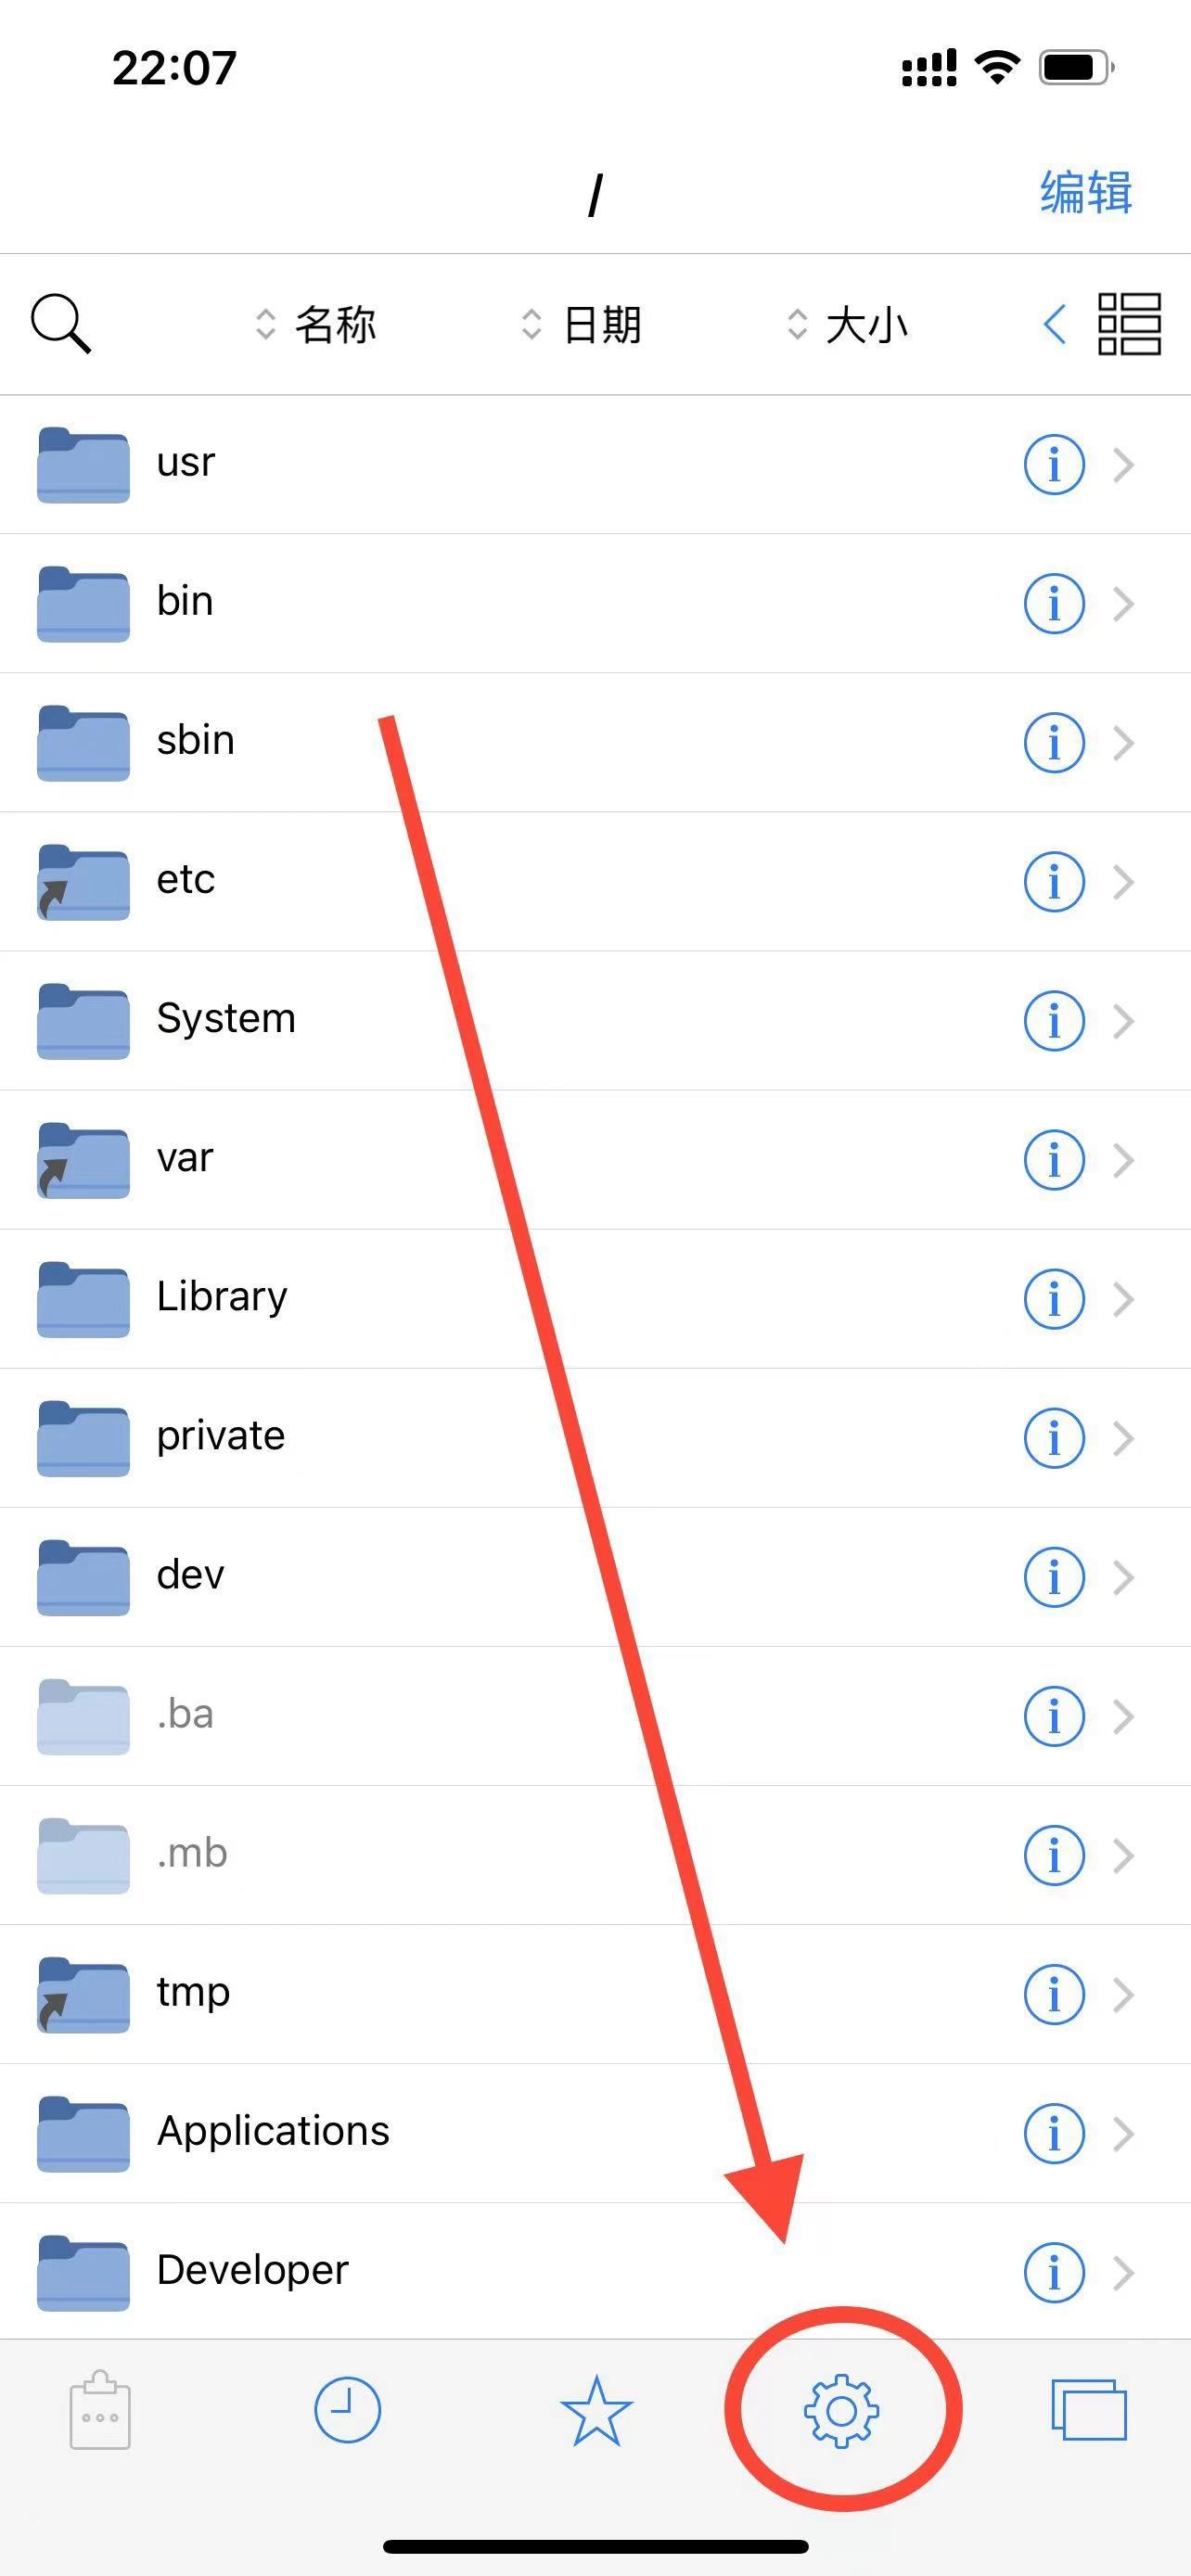 22:07
/
编辑
名称
日期
大小
usr
bin
sbin
etc
System
var
Library
private
dev
.ba
.mb
tmp
Applications
Developer